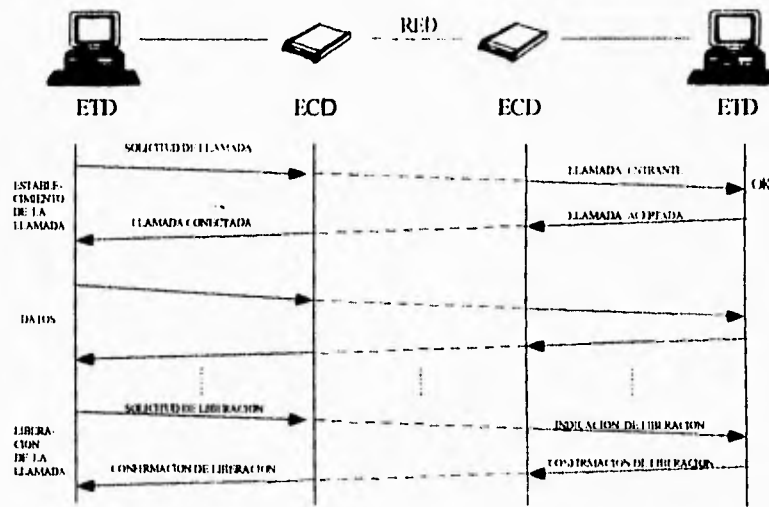 RED
ETD ECD ECD ETD
SOLICITUD DE LLAMADA
LLAMADA ENTRANTE
OK
ESTABLE-
CIMIENTO
DE LA
LLAMADA
LLAMADA CONECTADA
LLAMADA ACEPTADA
DATOS
SOLICITUD DE LIBERACION
INDICACION DE LIBERACION
LIBERA-
CION
DE LA
LLAMADA
CONFIRMACION DE LIBERACION
CONFIRMACION DE LIBERACION